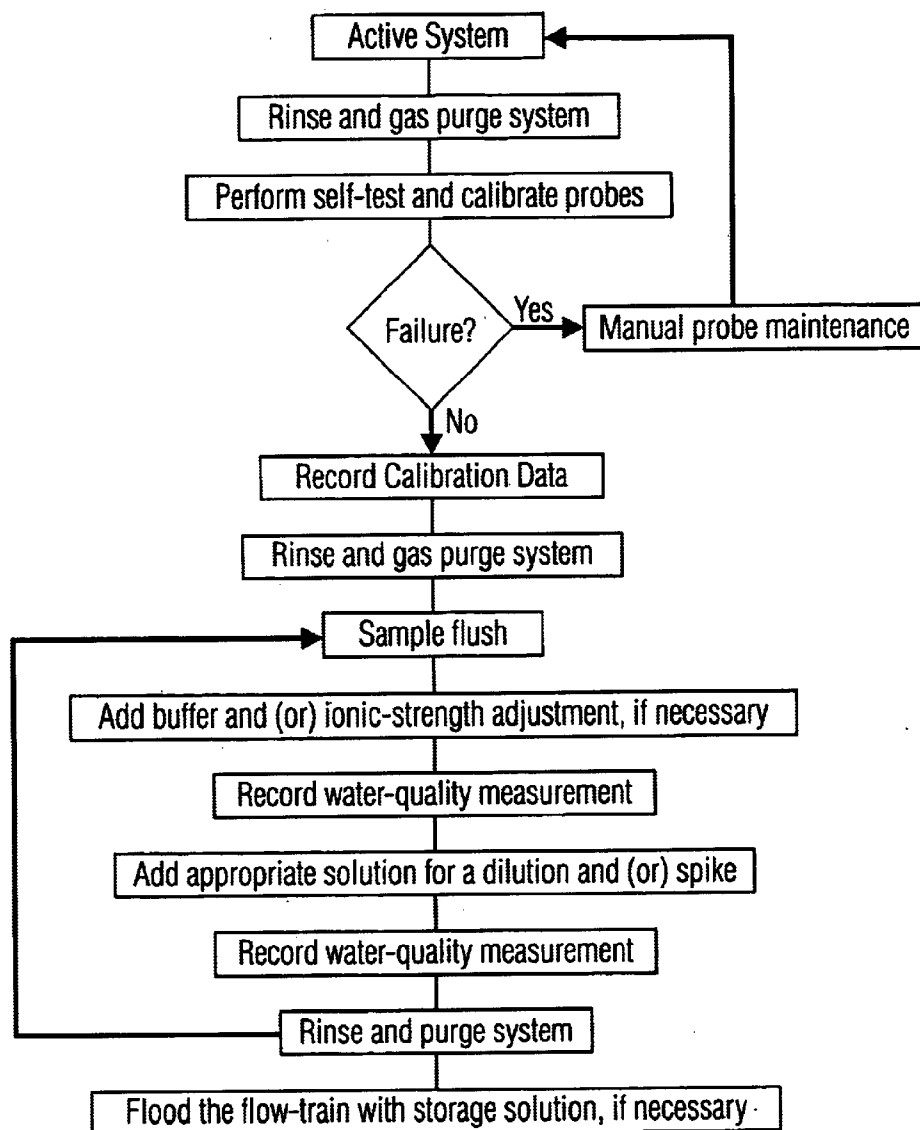 Active System
Rinse and gas purge system
Perform self-test and calibrate probes
Failure?
Yes
Manual probe maintenance
No
Record Calibration Data
Rinse and gas purge system
Sample flush
Add buffer and (or) ionic-strength adjustment, if necessary
Record water-quality measurement
Add appropriate solution for a dilution and (or) spike
Record water-quality measurement
Rinse and purge system
Flood the flow-train with storage solution, if necessary